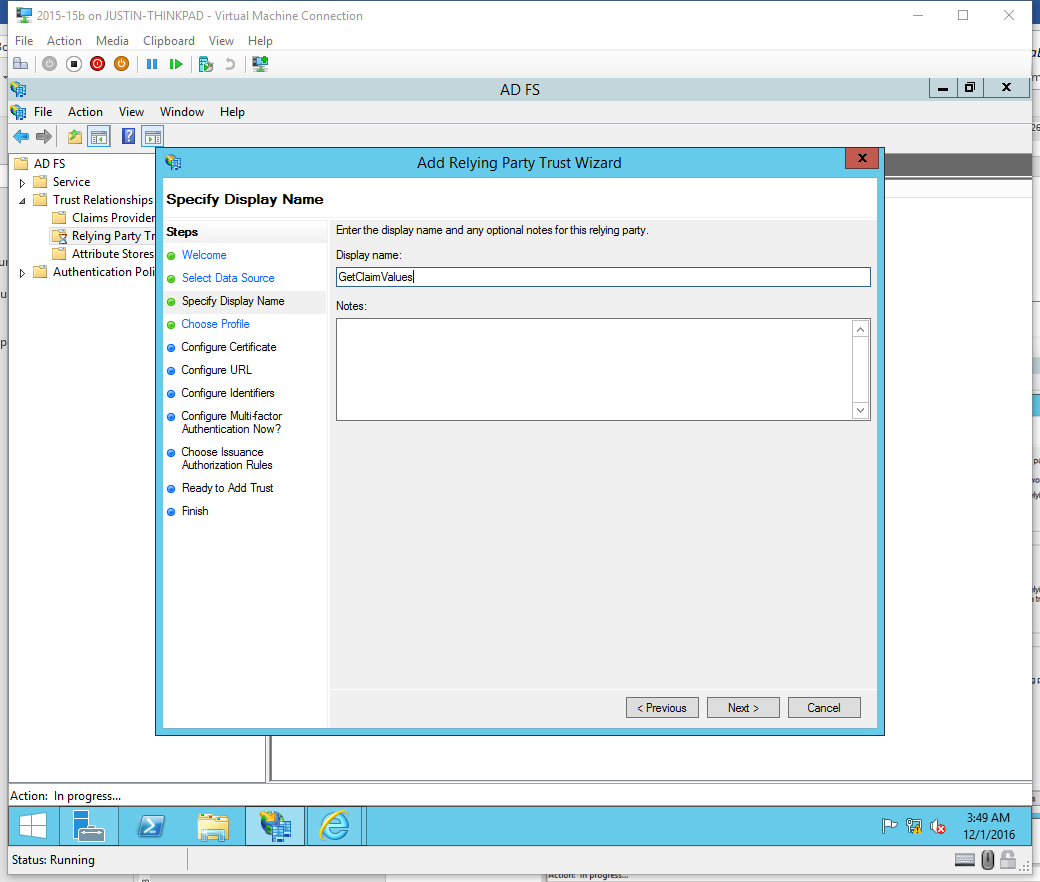 2015-15b on JUSTIN-THINKPAD - Virtual Machine Connection
File Action Media Clipboard View Help
AD FS
File Action View Window Help
AD FS
Service
Trust Relationships
Claims Provider
Relying Party Tr
Attribute Stores
Authentication Poli
Add Relying Party Trust Wizard
Specify Display Name
Steps
Welcome
Select Data Source
Specify Display Name
Choose Profile
Configure Certificate
Configure URL
Configure Identifiers
Configure Multi-factor
Authentication Now?
Choose Issuance
Authorization Rules
Ready to Add Trust
Finish
Enter the display name and any optional notes for this relying party.
Display name:
GetClaimValues
Notes:
< Previous Next > Cancel
Action: In progress...
3:49 AM
12/1/2016
Status: Running
Action: In progress...